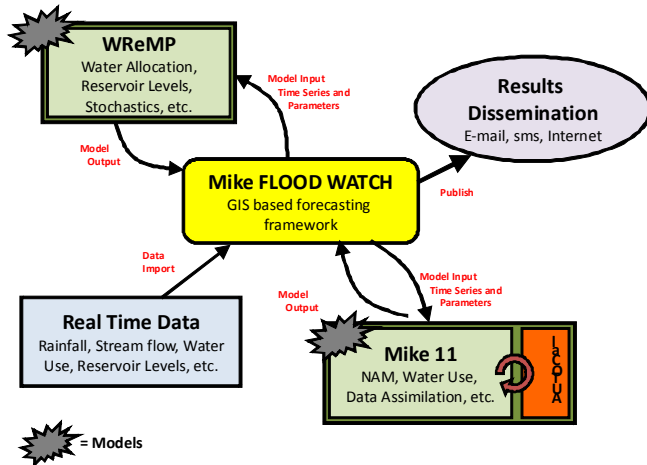 WReMP
Water Allocation,
Reservoir Levels,
Stochastics, etc.
Model Input
Time Series and
Parameters
Results
Dissemination
E-mail, sms, Internet
Model
Output
Mike FLOOD WATCH
GIS based forecasting
framework
Publish
Data
Import
Model Input
Time Series and
Parameters
Model
Output
Real Time Data
Rainfall, Stream flow, Water
Use, Reservoir Levels, etc.
Mike 11
NAM, Water Use,
Data Assimilation, etc.
= Models